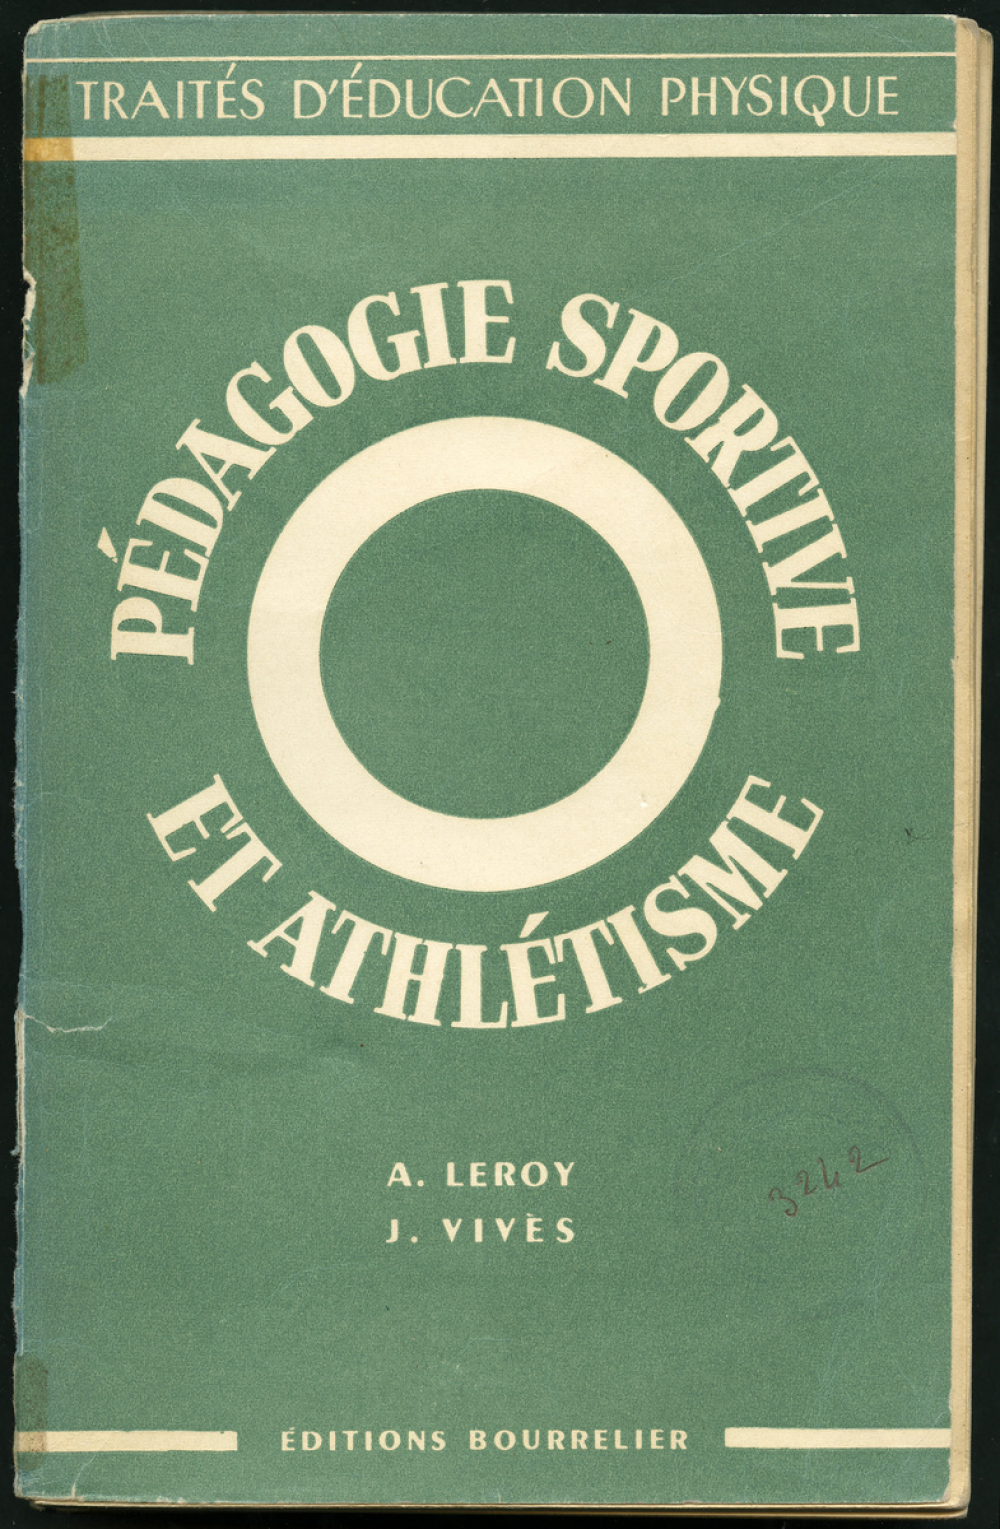 TRAITÉS D'ÉDUCATION PHYSIQUE
PÉDAGOGIE SPORTIVE
ET ATHLÉTISME
A. LEROY
J. VIVÈS
3242
ÉDITIONS BOURRELIER